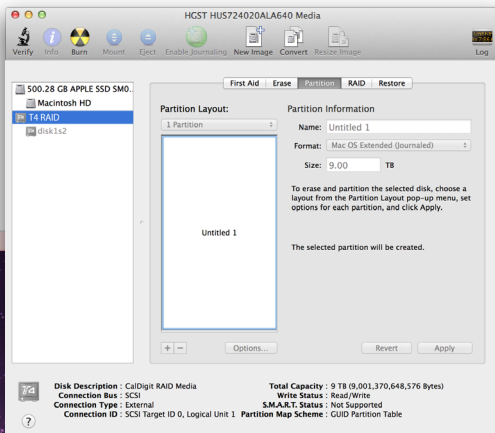 HGST HUS724020ALA640 Media
Verify Info Burn Mount Eject Enable Journaling New Image Convert Resize Image Log
First Aid Erase Partition RAID Restore
500.28 GB APPLE SSD SM0...
Macintosh HD
T4 RAID
disk1s2
Partition Layout:
1 Partition
Untitled 1
+ − Options...
Partition Information
Name: Untitled 1
Format: Mac OS Extended (Journaled)
Size: 9.00 TB
To erase and partition the selected disk, choose a
layout from the Partition Layout pop-up menu, set
options for each partition, and click Apply.
The selected partition will be created.
Revert Apply
T4
Disk Description : CalDigit RAID Media
Connection Bus : SCSI
Connection Type : External
Connection ID : SCSI Target ID 0, Logical Unit 1
Total Capacity : 9 TB (9,001,370,648,576 Bytes)
Write Status : Read/Write
S.M.A.R.T. Status : Not Supported
Partition Map Scheme : GUID Partition Table
?